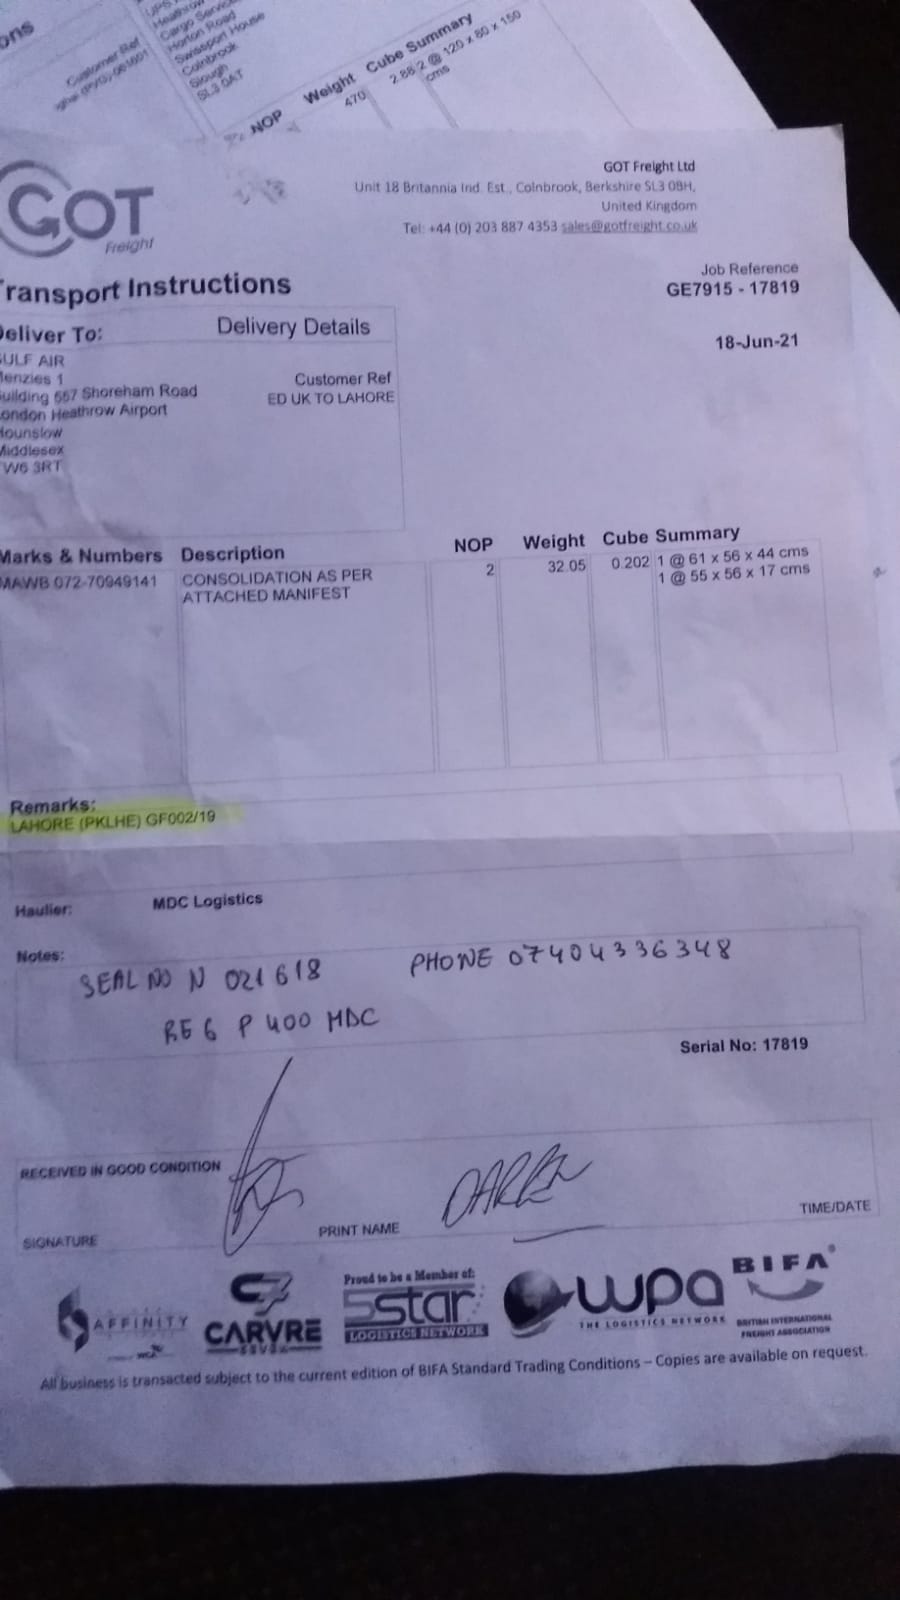 ons
Customer Ref
UPS
Heathrow
Cargo Service
Horton Road
Swissport House
Colnbrook
Slough
SL3 0AT
NOP Weight Cube Summary
470 2.88 2 @ 120 x 80 x 150
cms
GOT
Freight
GOT Freight Ltd
Unit 18 Britannia Ind. Est., Colnbrook, Berkshire SL3 0BH,
United Kingdom
Tel: +44 (0) 203 887 4353 sales@gotfreight.co.uk
ransport Instructions
Job Reference
GE7915 - 17819
18-Jun-21
eliver To: Delivery Details
ULF AIR
enzies 1
uilding 557 Shoreham Road
ondon Heathrow Airport
ounslow
iddlesex
W6 3RT
Customer Ref
ED UK TO LAHORE
Marks & Numbers Description NOP Weight Cube Summary
MAWB 072-70949141 CONSOLIDATION AS PER 2 32.05 0.202 1 @ 61 x 56 x 44 cms
ATTACHED MANIFEST 1 @ 55 x 56 x 17 cms
Remarks:
LAHORE (PKLHE) GF002/19
Haulier: MDC Logistics
Notes:
SEAL NO N 021618 PHONE 07404336348
REG P400 MDC
Serial No: 17819
RECEIVED IN GOOD CONDITION
SIGNATURE PRINT NAME DARREN TIME/DATE
AFFINITY
WCA
CARVRE
SEVEN
Proud to be a Member of:
5star
LOGISTICS NETWORK
wpa
THE LOGISTICS NETWORK
BIFA
BRITISH INTERNATIONAL
FREIGHT ASSOCIATION
All business is transacted subject to the current edition of BIFA Standard Trading Conditions – Copies are available on request.